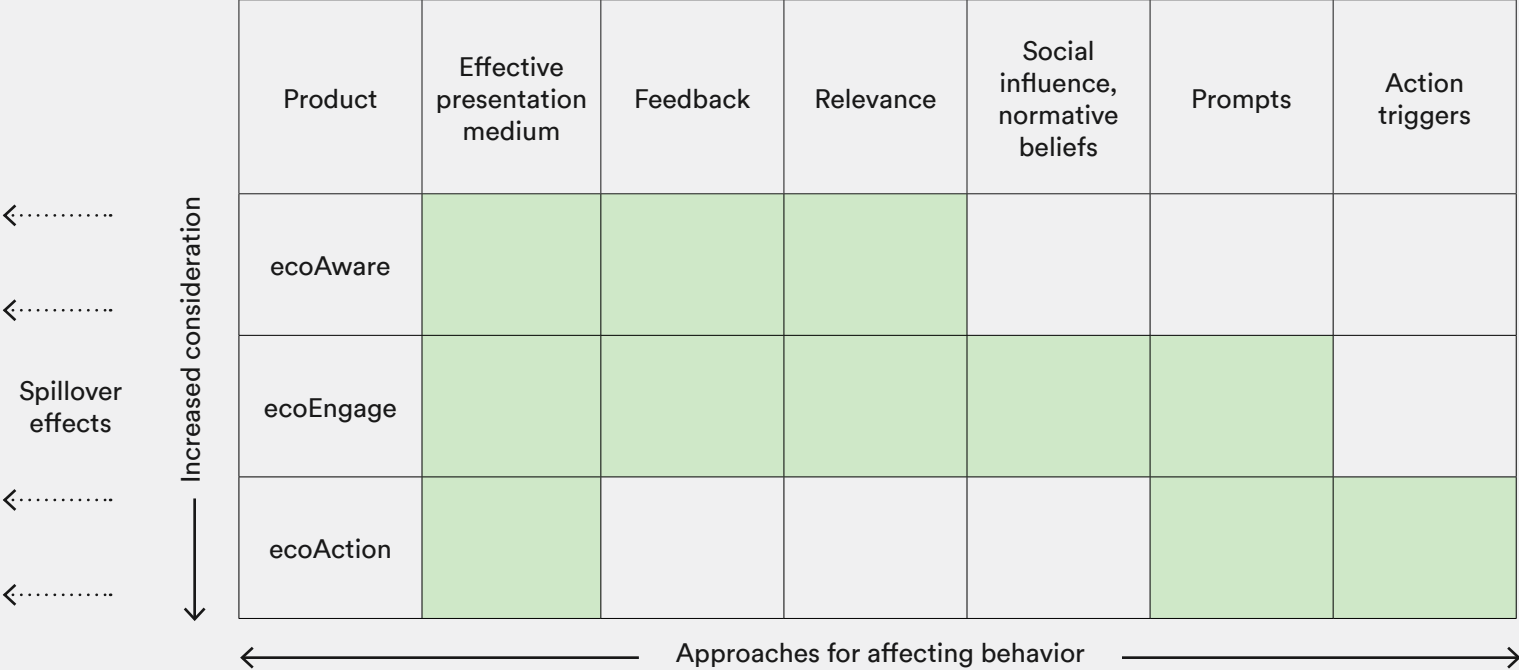 Product
Effective
presentation
medium
Feedback
Relevance
Social
influence,
normative
beliefs
Prompts
Action
triggers
Increased consideration
ecoAware
Spillover
effects
ecoEngage
ecoAction
Approaches for affecting behavior